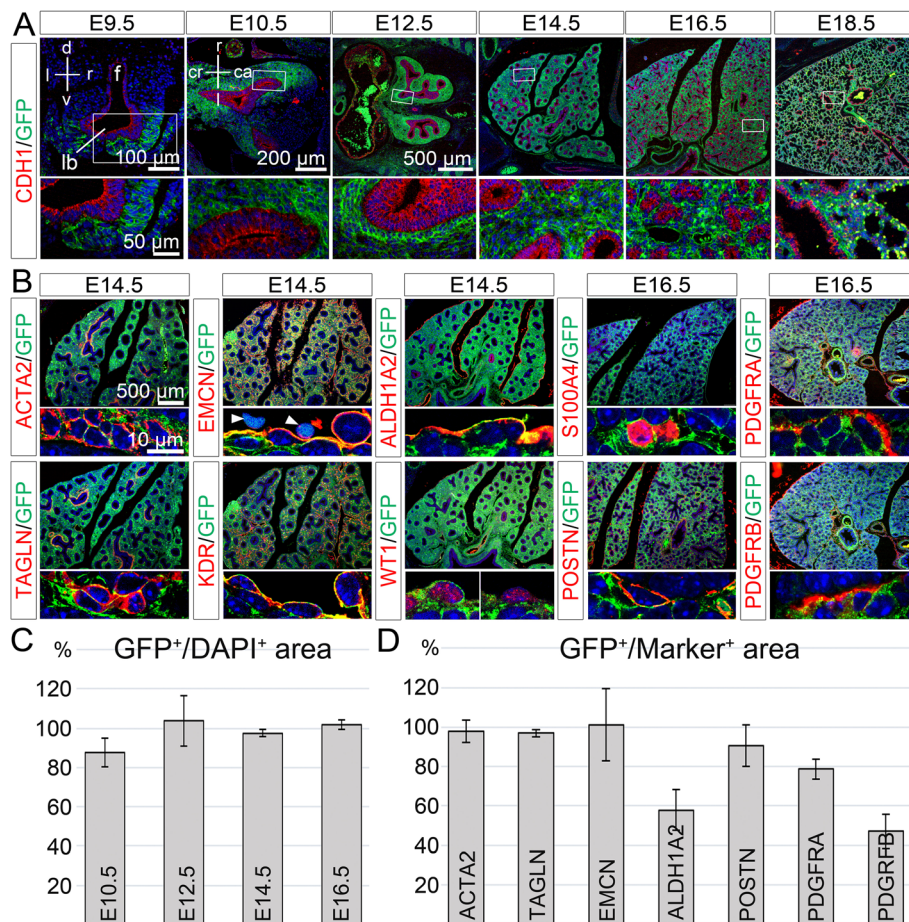 A
E9.5
E10.5
E12.5
E14.5
E16.5
E18.5
CDH1/GFP
d
l
r
v
f
lb
100 µm
r
cr
ca
l
200 µm
500 µm
50 µm
B
E14.5
E14.5
E14.5
E16.5
E16.5
ACTA2/GFP
500 µm
10 µm
EMCN/GFP
ALDH1A2/GFP
S100A4/GFP
PDGFRA/GFP
TAGLN/GFP
KDR/GFP
WT1/GFP
POSTN/GFP
PDGFRB/GFP
C
% GFP⁺/DAPI⁺ area
120
100
80
60
40
20
E10.5
E12.5
E14.5
E16.5
D
% GFP⁺/Marker⁺ area
120
100
80
60
40
20
ACTA2
TAGLN
EMCN
ALDH1A2
POSTN
PDGFRA
PDGRFB